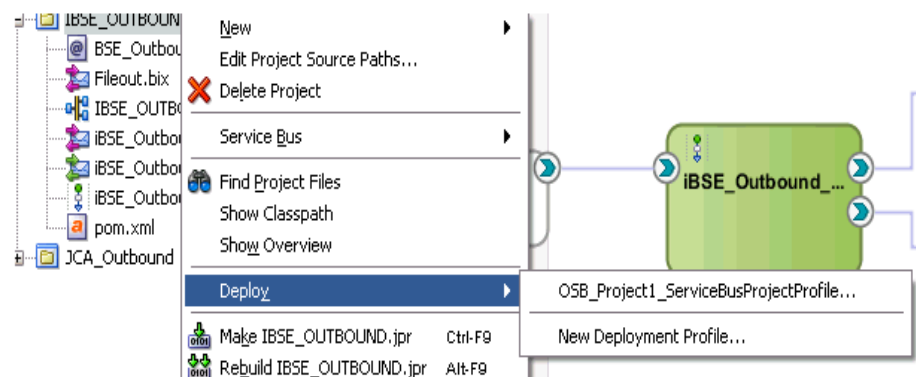 IBSE_OUTBOUN
BSE_Outbou
Fileout.bix
IBSE_OUTB
iBSE_Outbo
iBSE_Outbo
iBSE_Outbo
pom.xml
JCA_Outbound
New
Edit Project Source Paths...
Delete Project
Service Bus
Find Project Files
Show Classpath
Show Overview
Deploy
Make IBSE_OUTBOUND.jpr Ctrl-F9
Rebuild IBSE_OUTBOUND.jpr Alt-F9
OSB_Project1_ServiceBusProjectProfile...
New Deployment Profile...
iBSE_Outbound_...